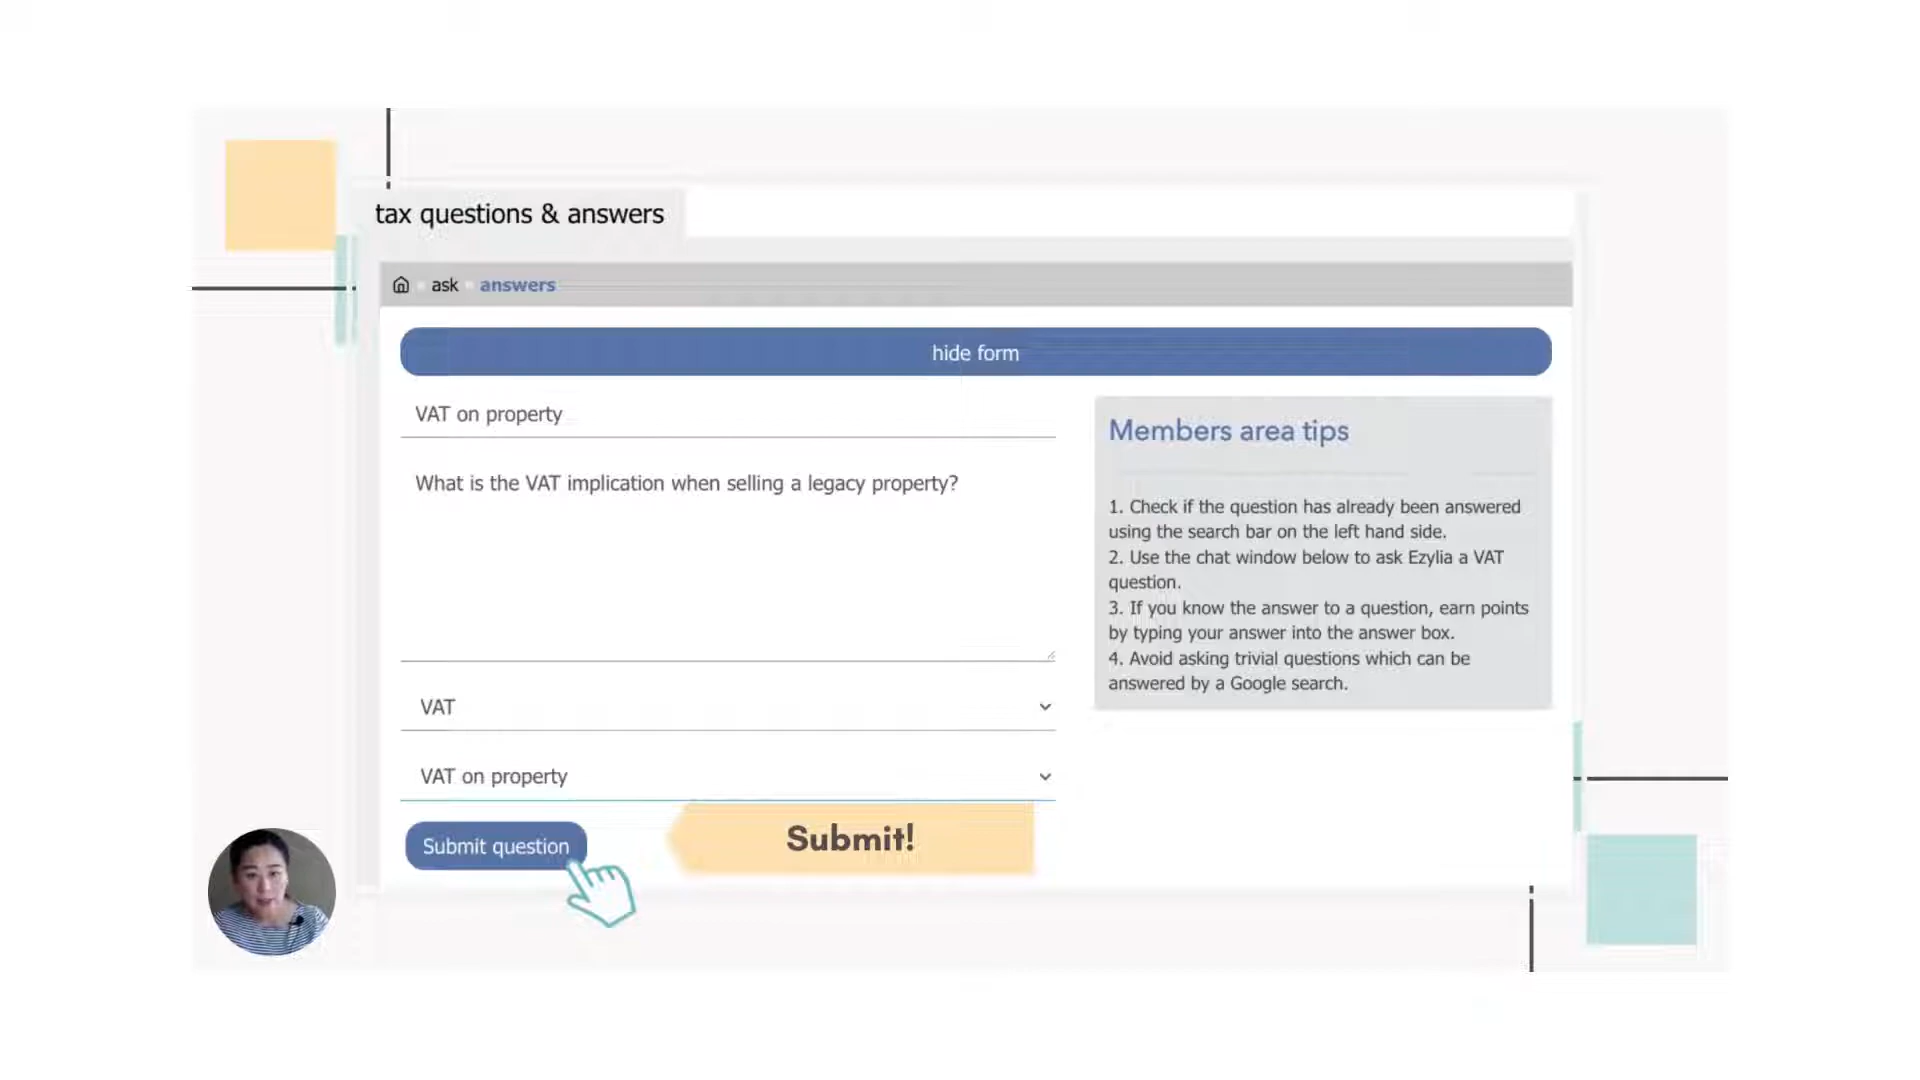 tax questions & answers
ask answers
hide form
VAT on property
What is the VAT implication when selling a legacy property?
VAT
VAT on property
Submit question
Submit!
Members area tips
1. Check if the question has already been answered
using the search bar on the left hand side.
2. Use the chat window below to ask Ezylia a VAT
question.
3. If you know the answer to a question, earn points
by typing your answer into the answer box.
4. Avoid asking trivial questions which can be
answered by a Google search.